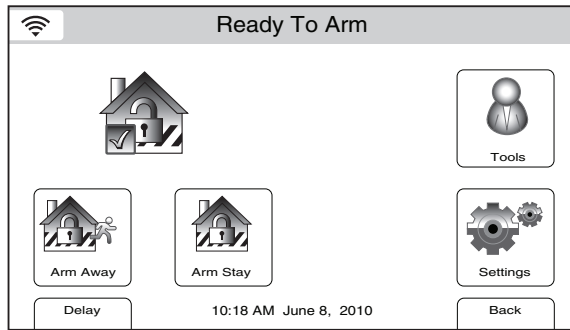 Ready To Arm
Tools
Arm Away
Arm Stay
Settings
Delay
10:18 AM June 8, 2010
Back